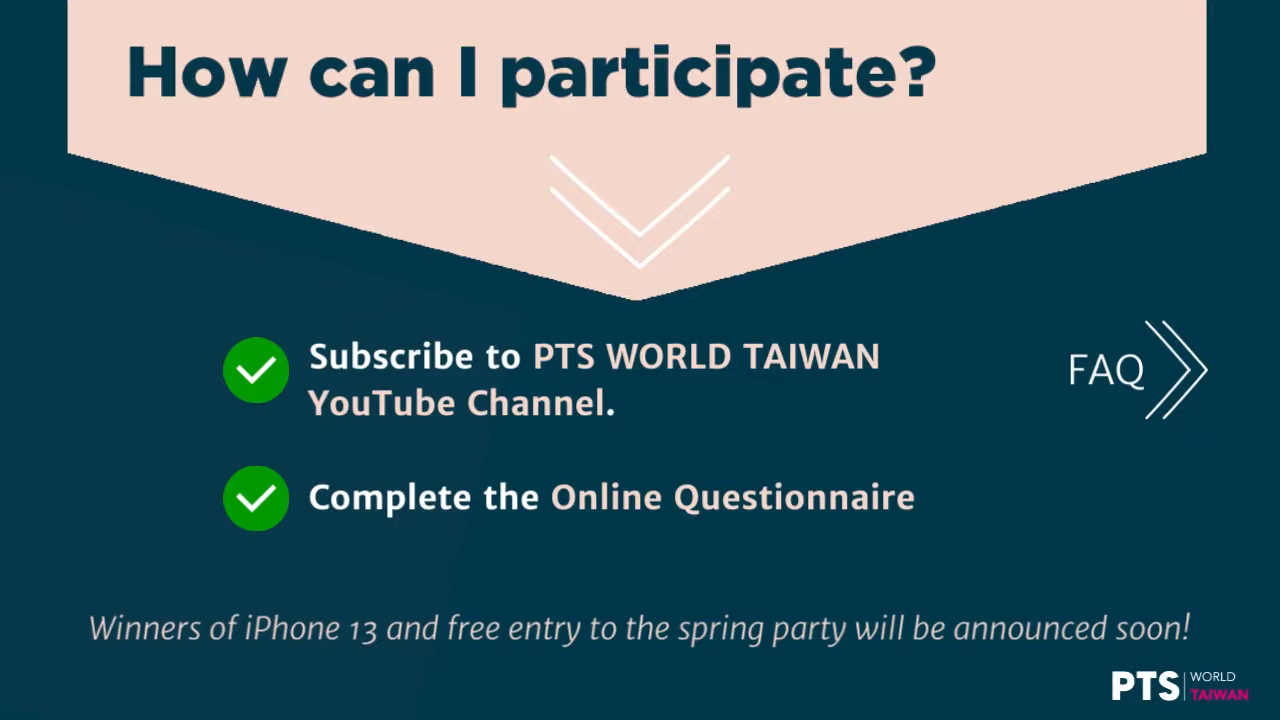 How can I participate?
Subscribe to PTS WORLD TAIWAN
YouTube Channel.
FAQ
Complete the Online Questionnaire
Winners of iPhone 13 and free entry to the spring party will be announced soon!
PTS WORLD
TAIWAN